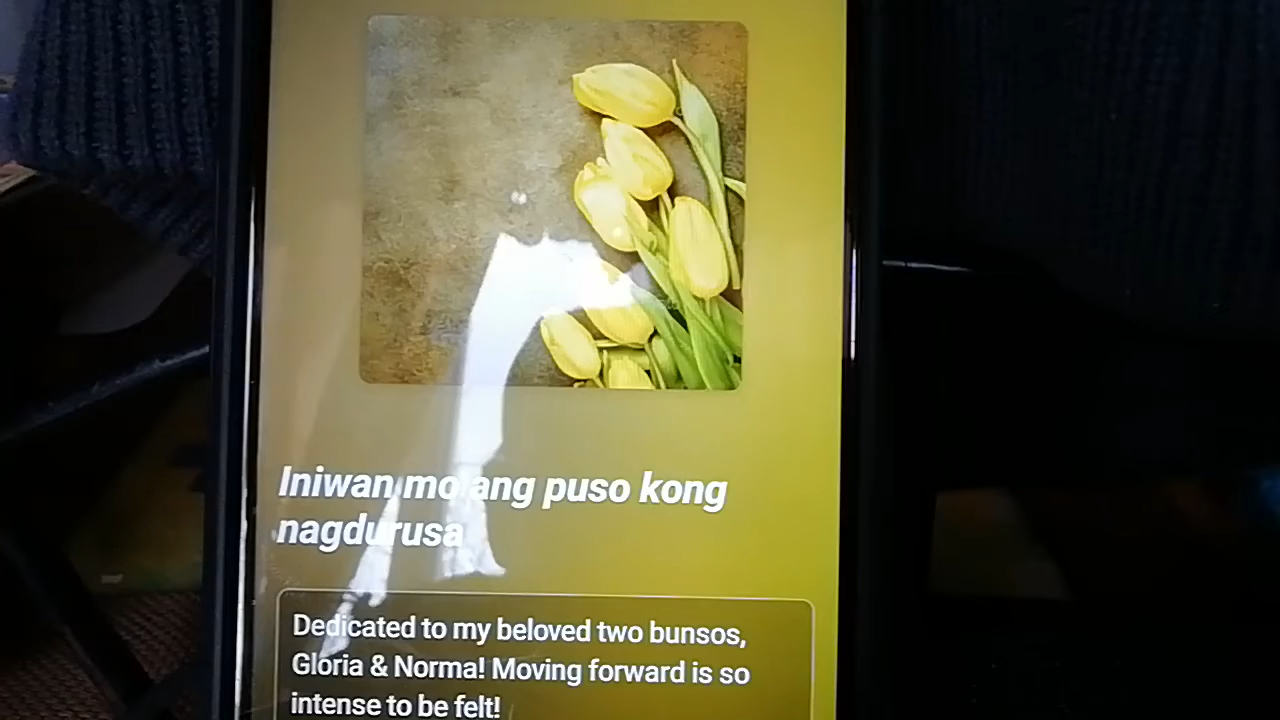 Iniwan mo ang puso kong
nagdurusa
Dedicated to my beloved two bunsos,
Gloria & Norma! Moving forward is so
intense to be felt!